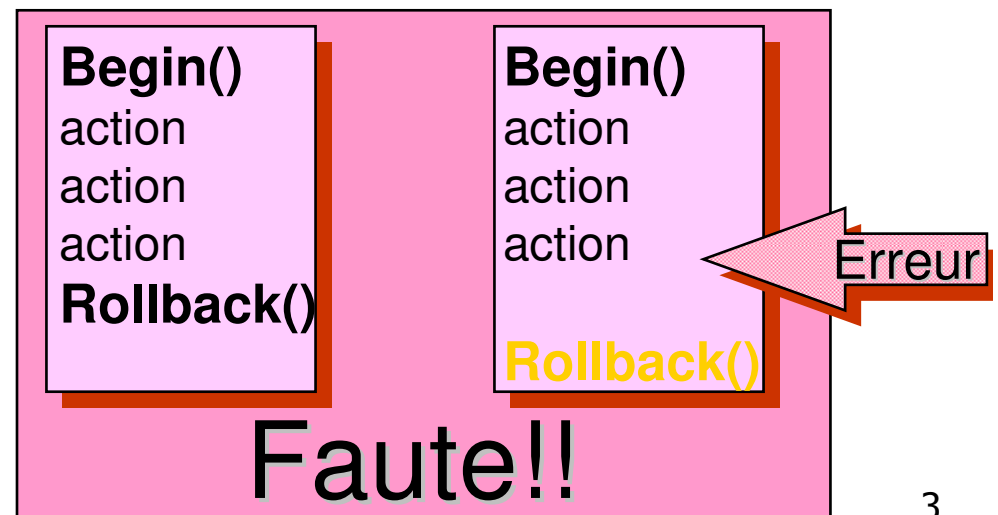 Begin()
action
action
action
Rollback()
Begin()
action
action
action
Rollback()
Erreur
Faute!!
3